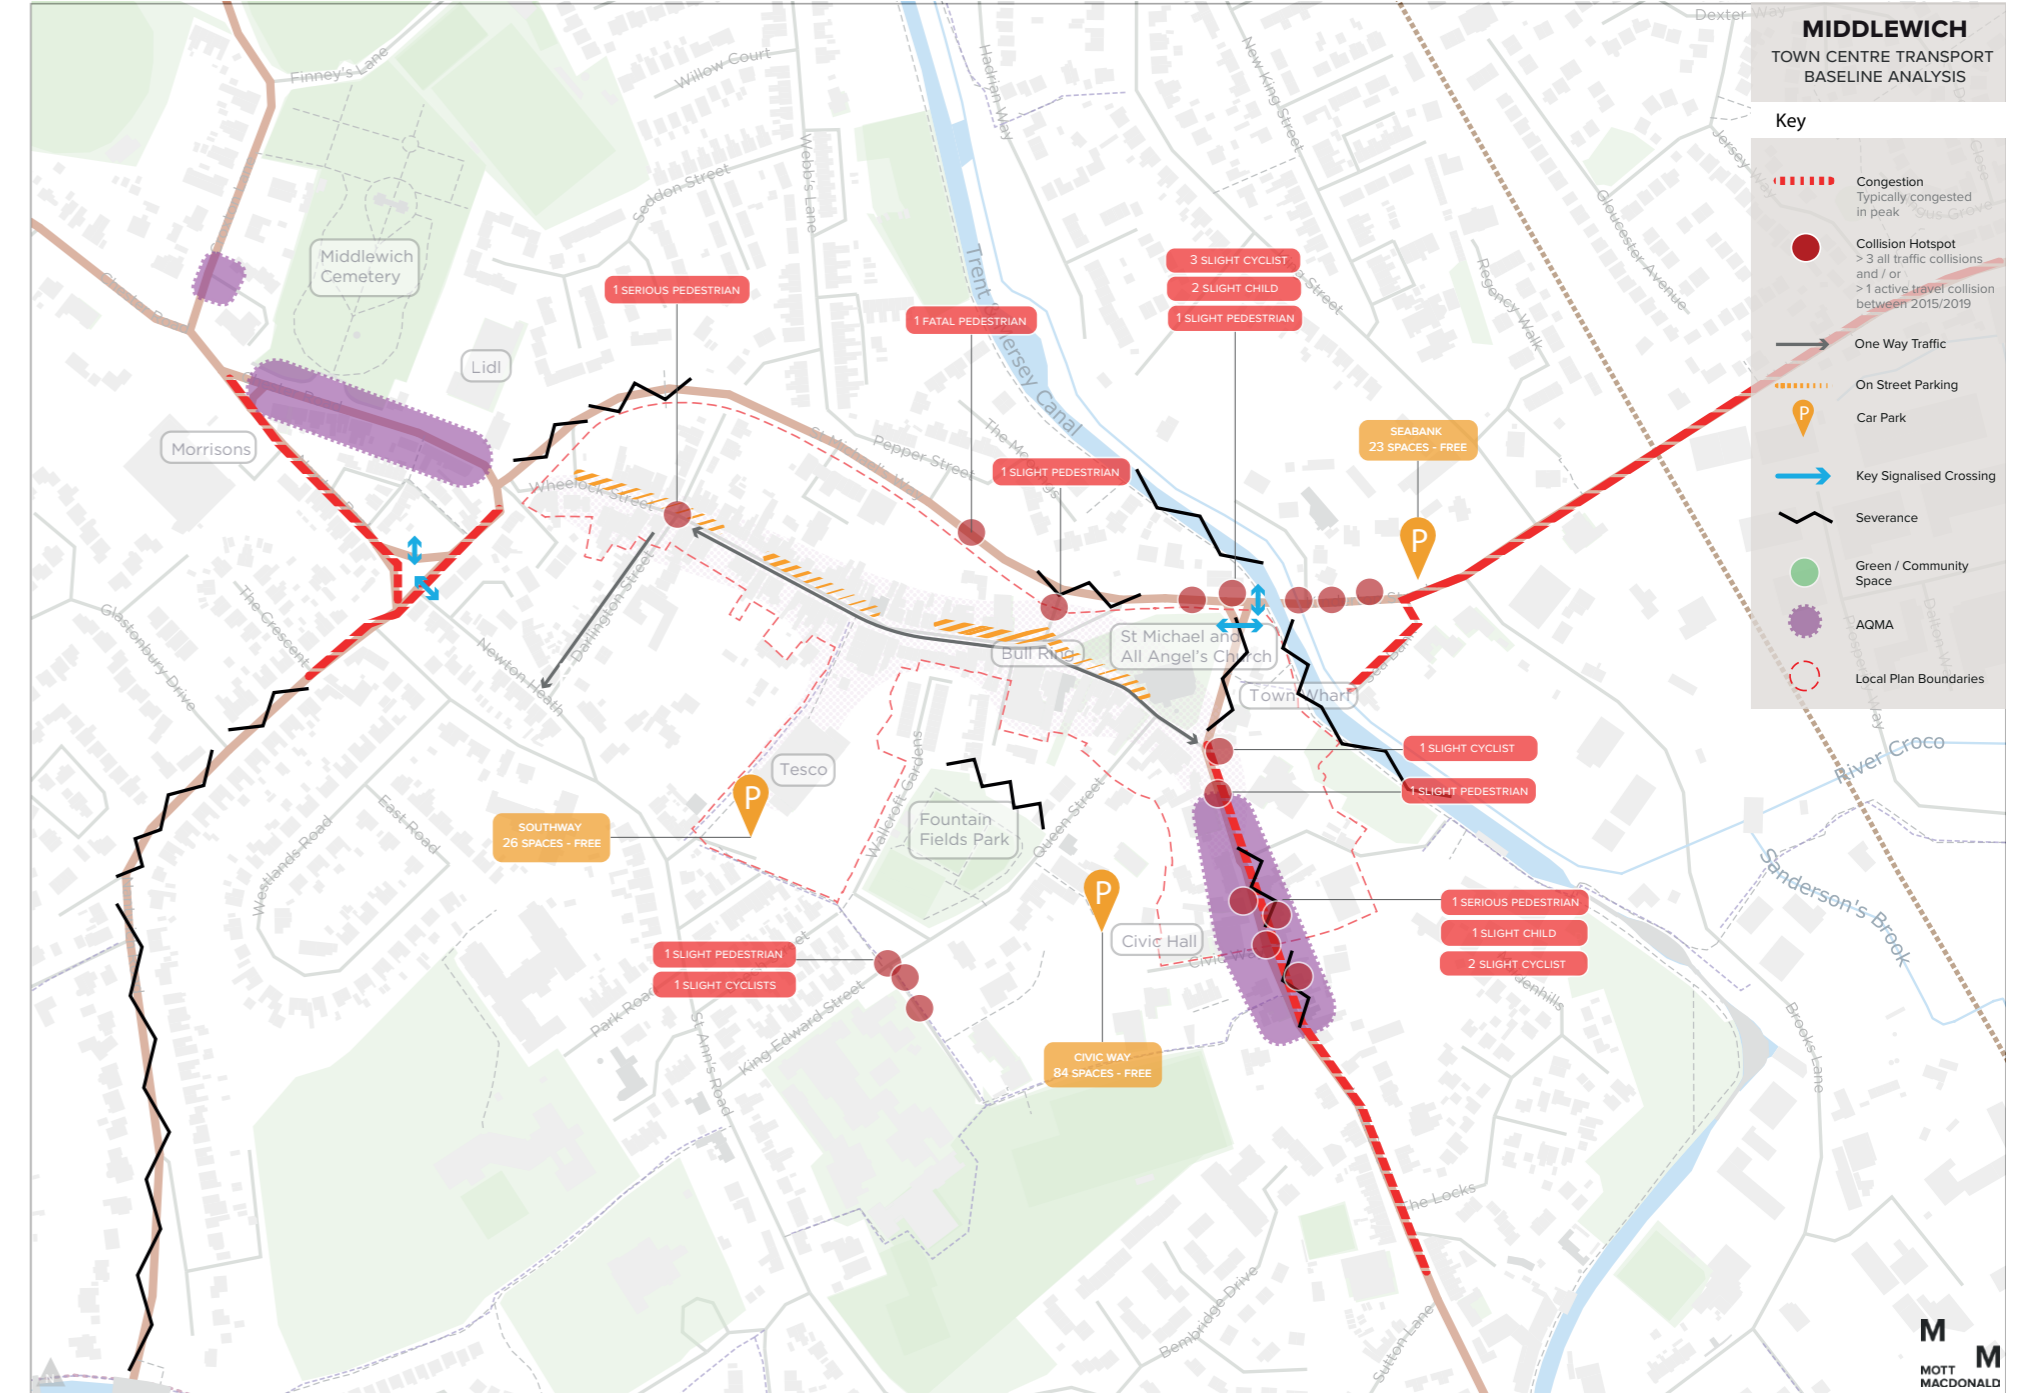 MIDDLEWICH
TOWN CENTRE TRANSPORT
BASELINE ANALYSIS
Key
Congestion
Typically congested
in peak
Collision Hotspot
> 3 all traffic collisions
and / or
> 1 active travel collision
between 2015/2019
One Way Traffic
On Street Parking
P
Car Park
Key Signalised Crossing
Severance
Green / Community
Space
AQMA
Local Plan Boundaries
Dexter Way
Finney's Lane
Willow Court
Hadrian Way
New King Street
Webb's Lane
Seddon Street
Gloucester Avenue
Regency Walk
Middlewich
Cemetery
Lidl
Morrisons
1 SERIOUS PEDESTRIAN
1 FATAL PEDESTRIAN
3 SLIGHT CYCLIST
2 SLIGHT CHILD
1 SLIGHT PEDESTRIAN
Trent
Mersey Canal
Pepper Street
1 SLIGHT PEDESTRIAN
SEABANK
23 SPACES - FREE
P
Wheelock Street
Darlington Street
The Crescent
Glastonbury Drive
Newton Heath
Bull Ring
St Michael and
All Angel's Church
Town Wharf
1 SLIGHT CYCLIST
1 SLIGHT PEDESTRIAN
River Croco
Sanderson's Brook
Tesco
P
SOUTHWAY
26 SPACES - FREE
Wallcroft Gardens
Fountain
Fields Park
Queen Street
East Road
Westlands Road
P
Civic Hall
1 SERIOUS PEDESTRIAN
1 SLIGHT CHILD
2 SLIGHT CYCLIST
1 SLIGHT PEDESTRIAN
1 SLIGHT CYCLISTS
Park Road
King Edward Street
St Ann's Road
CIVIC WAY
84 SPACES - FREE
Brooks Lane
The Locks
Bembridge Drive
Sutton Lane
M
M
MOTT
MACDONALD